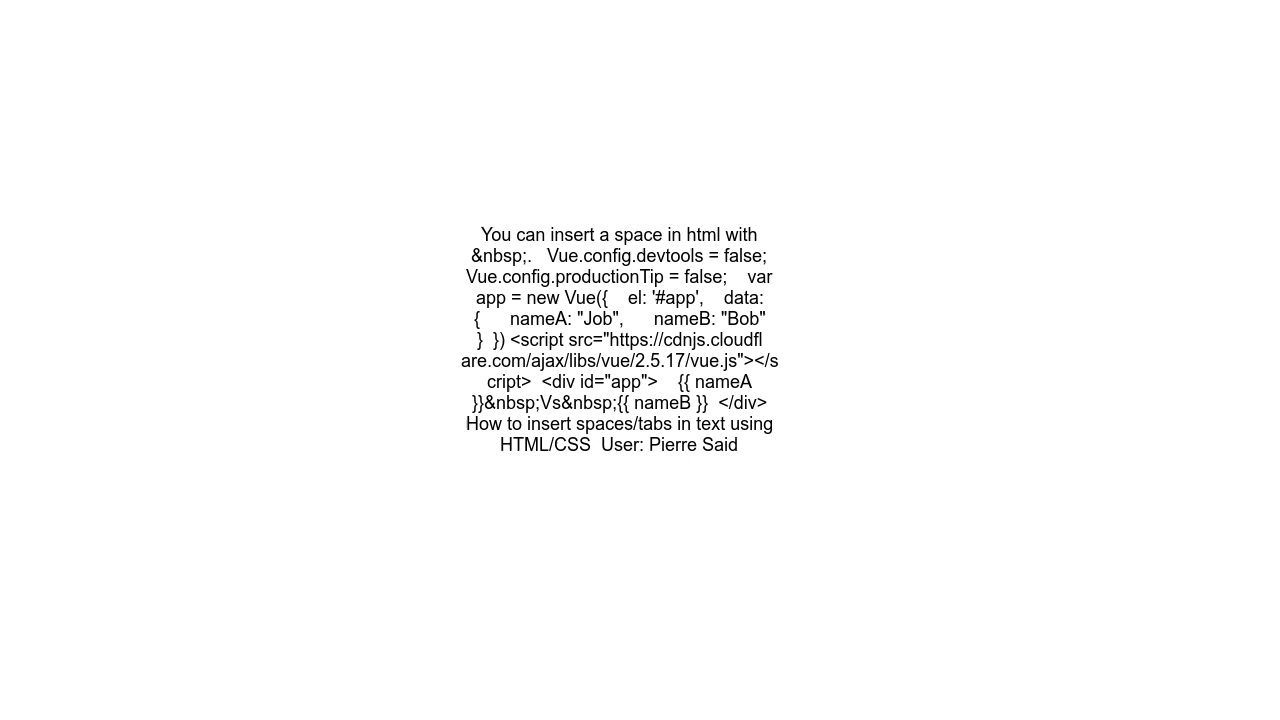 You can insert a space in html with
&nbsp;.   Vue.config.devtools = false;
Vue.config.productionTip = false;    var
app = new Vue({    el: '#app',    data:
{      nameA: "Job",      nameB: "Bob"
}  }) <script src="https://cdnjs.cloudfl
are.com/ajax/libs/vue/2.5.17/vue.js"></s
cript>  <div id="app">    {{ nameA
}}&nbsp;Vs&nbsp;{{ nameB }}  </div>
How to insert spaces/tabs in text using
HTML/CSS  User: Pierre Said